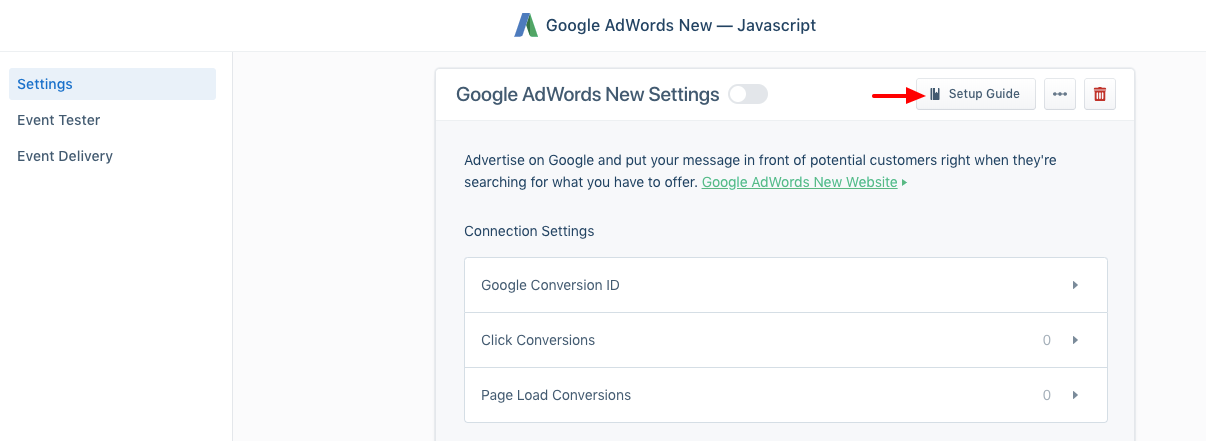 Google AdWords New — Javascript
Settings
Event Tester
Event Delivery
Google AdWords New Settings
Setup Guide
Advertise on Google and put your message in front of potential customers right when they're
searching for what you have to offer. Google AdWords New Website
Connection Settings
Google Conversion ID
Click Conversions 0
Page Load Conversions 0